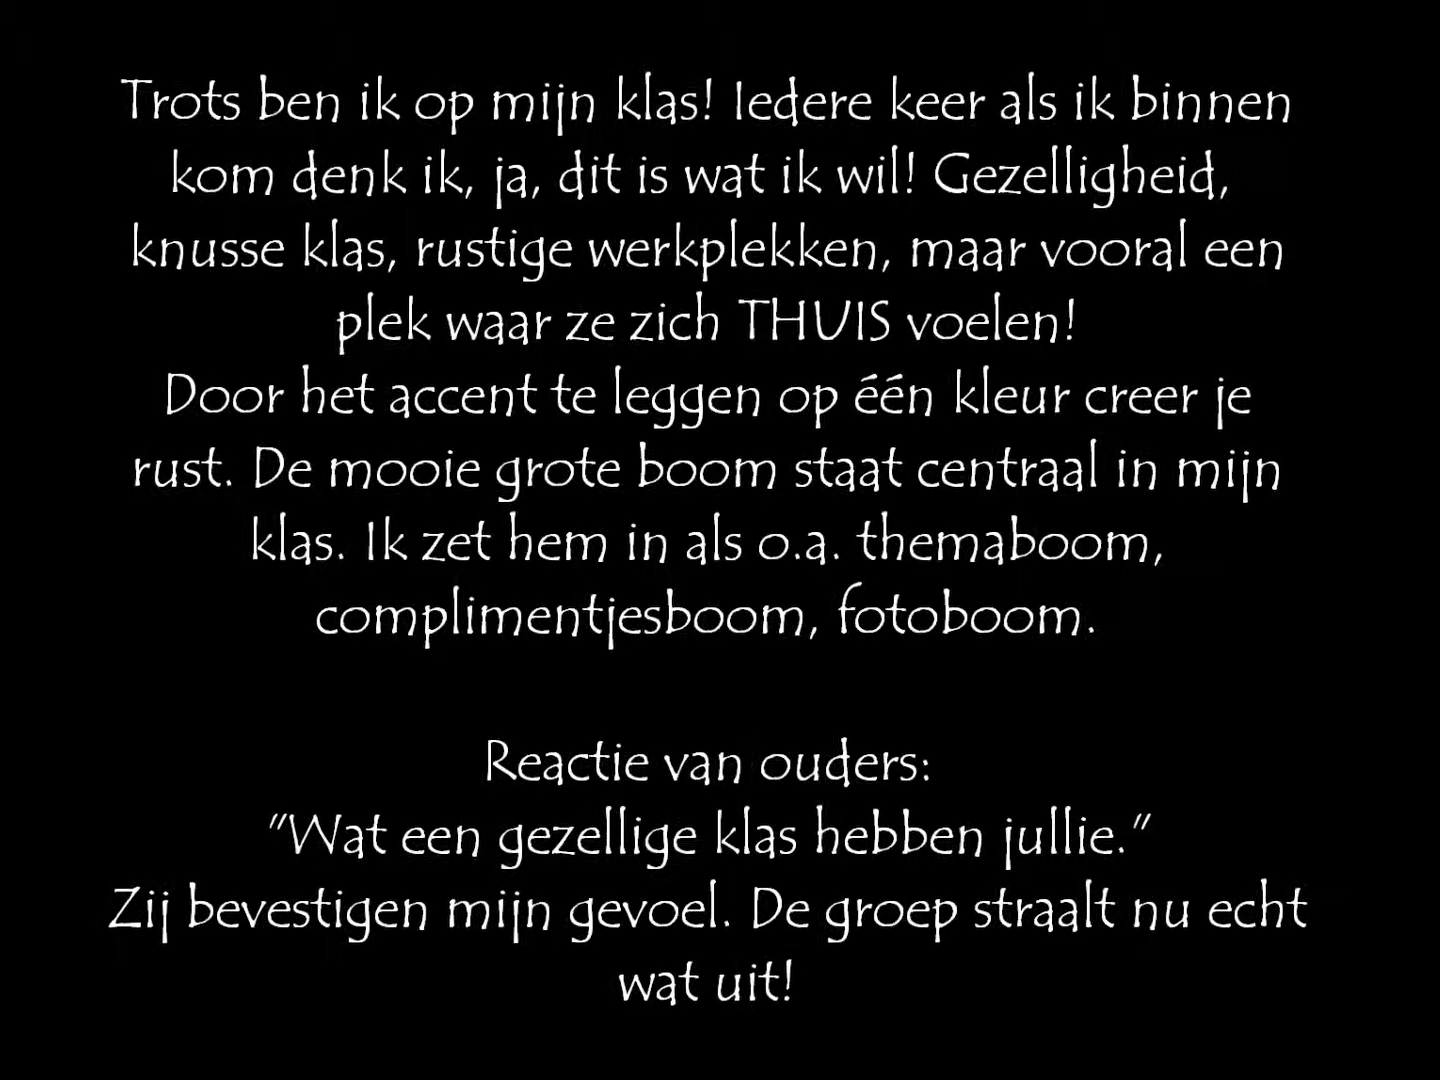 Trots ben ik op mijn klas! Iedere keer als ik binnen
kom denk ik, ja, dit is wat ik wil! Gezelligheid,
knusse klas, rustige werkplekken, maar vooral een
plek waar ze zich THUIS voelen!
Door het accent te leggen op één kleur creer je
rust. De mooie grote boom staat centraal in mijn
klas. Ik zet hem in als o.a. themaboom,
complimentjesboom, fotoboom.
Reactie van ouders:
"Wat een gezellige klas hebben jullie."
Zij bevestigen mijn gevoel. De groep straalt nu echt
wat uit!